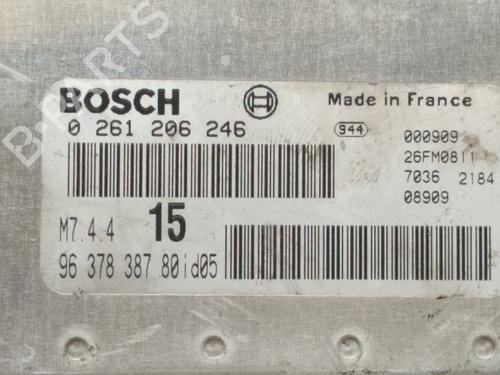 B-PARTS
BOSCH
Made in France
0 261 206 246
944
000909
26FM0811
7036 2184
08909
M7.4.4 15
96 378 387 80id05